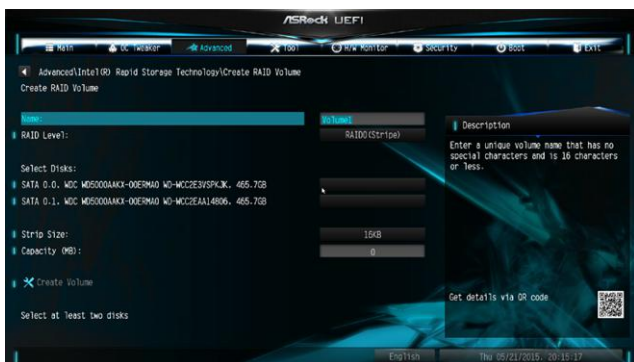 ASRock UEFI
Main OC Tweaker Advanced Tool H/W Monitor Security Boot Exit
Advanced\Intel(R) Rapid Storage Technology\Create RAID Volume
Create RAID Volume
Name: Volume1
RAID Level: RAID0(Stripe)
Select Disks:
SATA 0.0, WDC WD5000AAKX-00ERMA0 WD-WCC2E3VSPKJK, 465.7GB
SATA 0.1, WDC WD5000AAKX-00ERMA0 WD-WCC2EAA14806, 465.7GB
Strip Size: 16KB
Capacity (MB): 0
Create Volume
Select at least two disks
Description
Enter a unique volume name that has no
special characters and is 16 characters
or less.
Get details via QR code
English Thu 05/21/2015, 20:15:17